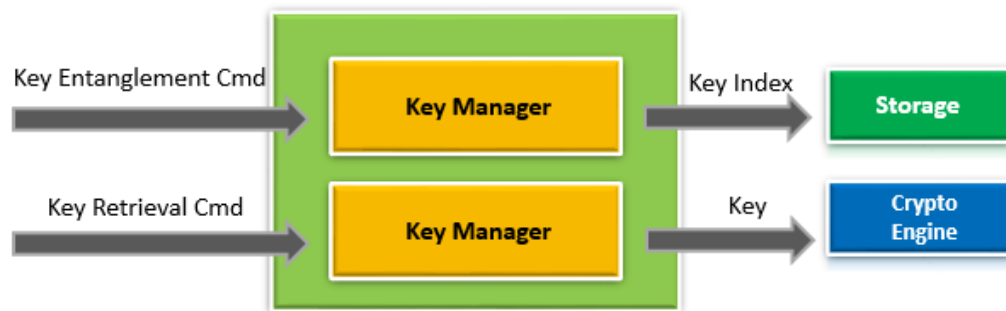 Key Entanglement Cmd
Key Manager
Key Index
Storage
Key Retrieval Cmd
Key Manager
Key
Crypto
Engine